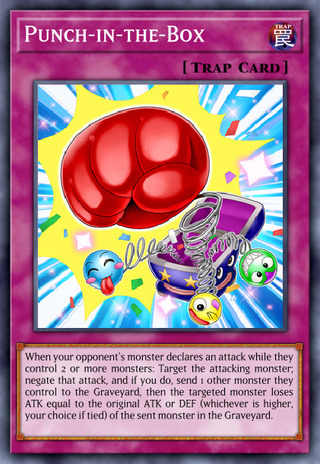 Punch-in-the-Box
TRAP
罠
[Trap Card]
When your opponent's monster declares an attack while they
control 2 or more monsters: Target the attacking monster;
negate that attack, and if you do, send 1 other monster they
control to the Graveyard, then the targeted monster loses
ATK equal to the original ATK or DEF (whichever is higher,
your choice if tied) of the sent monster in the Graveyard.